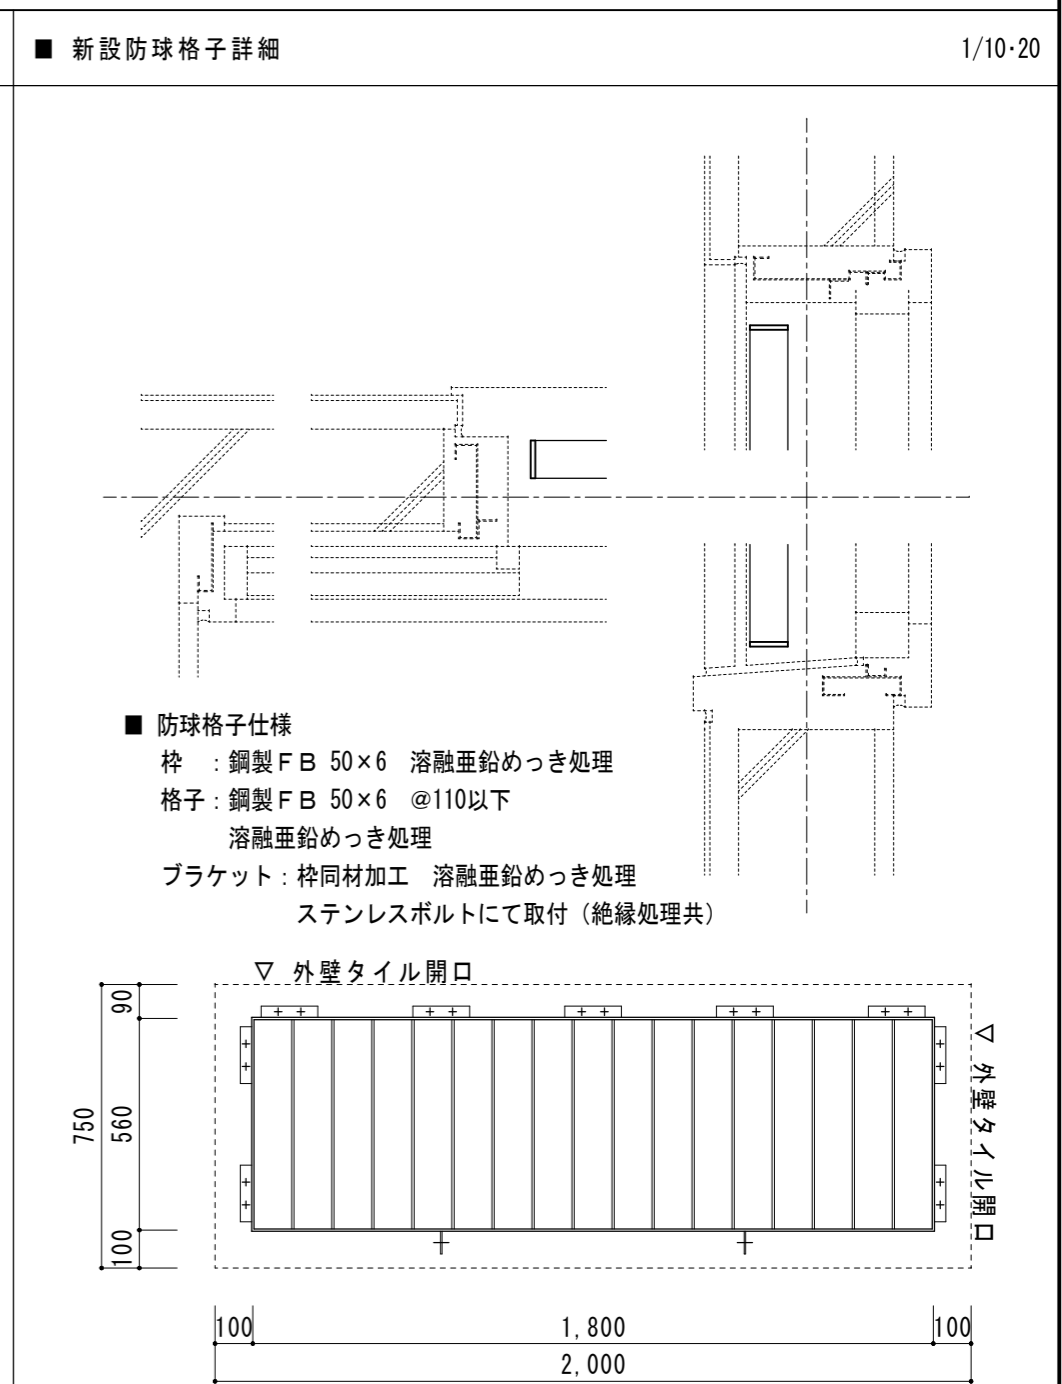 ■ 新設防球格子詳細
1/10･20
■ 防球格子仕様
枠　：鋼製ＦＢ 50×6　溶融亜鉛めっき処理
格子：鋼製ＦＢ 50×6　@110以下
溶融亜鉛めっき処理
ブラケット：枠同材加工　溶融亜鉛めっき処理
ステンレスボルトにて取付（絶縁処理共）
▽ 外壁タイル開口
▽ 外壁タイル開口
90
560
750
100
100
1,800
100
2,000